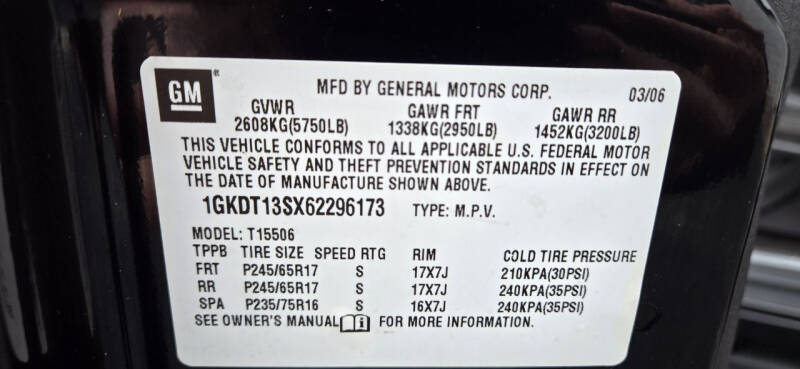 GM
MFD BY GENERAL MOTORS CORP. 03/06
GVWR GAWR FRT GAWR RR
2608KG(5750LB) 1338KG(2950LB) 1452KG(3200LB)
THIS VEHICLE CONFORMS TO ALL APPLICABLE U.S. FEDERAL MOTOR
VEHICLE SAFETY AND THEFT PREVENTION STANDARDS IN EFFECT ON
THE DATE OF MANUFACTURE SHOWN ABOVE.
1GKDT13SX62296173 TYPE: M.P.V.
MODEL: T15506
TPPB TIRE SIZE SPEED RTG RIM COLD TIRE PRESSURE
FRT P245/65R17 S 17X7J 210KPA(30PSI)
RR P245/65R17 S 17X7J 240KPA(35PSI)
SPA P235/75R16 S 16X7J 240KPA(35PSI)
SEE OWNER'S MANUAL FOR MORE INFORMATION.